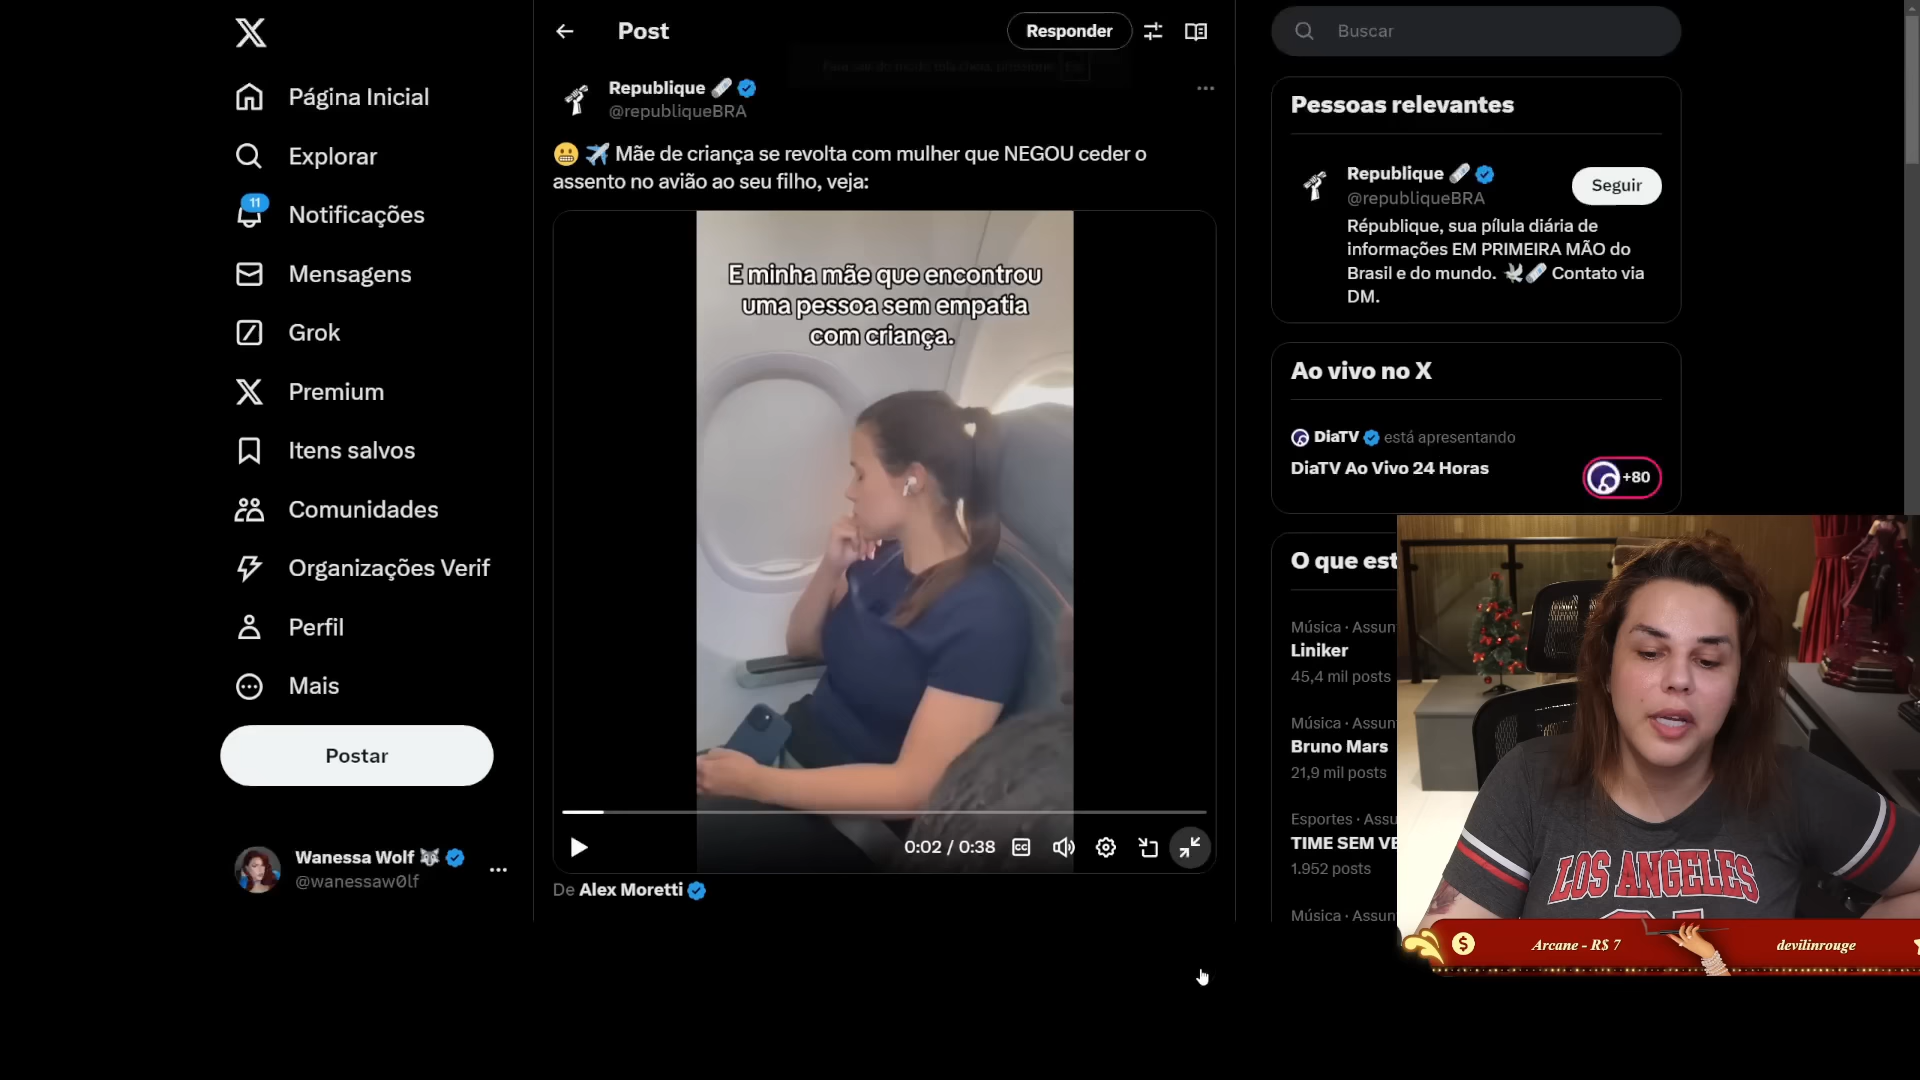 Página Inicial
Explorar
11
Notificações
Mensagens
Grok
Premium
Itens salvos
Comunidades
Organizações Verif
Perfil
Mais
Postar
Wanessa Wolf
@wanessaw0lf
Post
Responder
Republique
@republiqueBRA
Mãe de criança se revolta com mulher que NEGOU ceder o
assento no avião ao seu filho, veja:
E minha mãe que encontrou
uma pessoa sem empatia
com criança.
0:02 / 0:38
CC
De Alex Moretti
Buscar
Pessoas relevantes
Republique
@republiqueBRA
Seguir
République, sua pílula diária de
informações EM PRIMEIRA MÃO do
Brasil e do mundo. Contato via
DM.
Ao vivo no X
DiaTV está apresentando
DiaTV Ao Vivo 24 Horas
+80
O que est
Música · Assun
Liniker
45,4 mil posts
Música · Assun
Bruno Mars
21,9 mil posts
Esportes · Assu
TIME SEM VE
1.952 posts
Música · Assun
LOS ANGELES
$
Arcane - R$ 7
devilinrouge